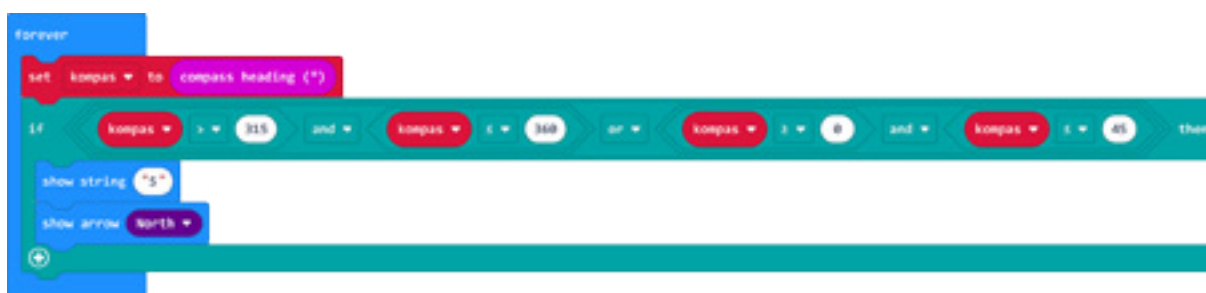 forever
set kompas to compass heading (°)
if kompas > 315 and kompas ≤ 360 or kompas ≥ 0 and kompas ≤ 45 then
show string "S"
show arrow North